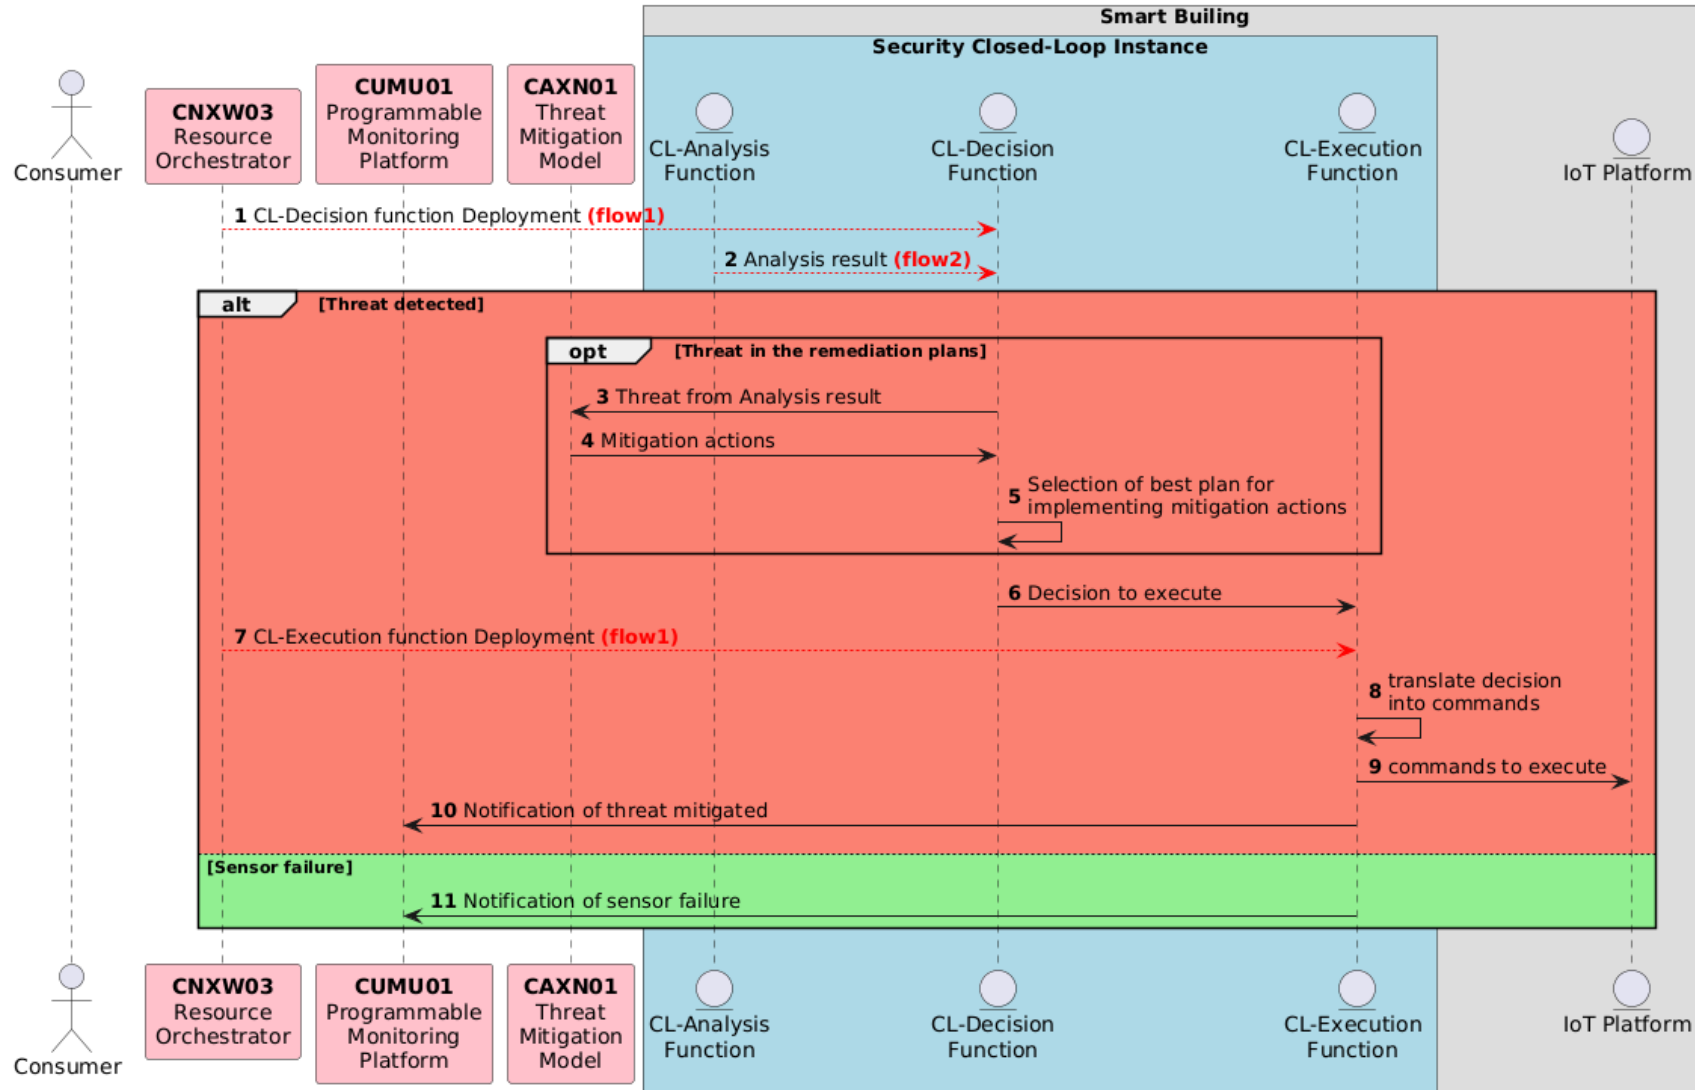 Smart Builing
Security Closed-Loop Instance
Consumer
CNXW03
Resource
Orchestrator
CUMU01
Programmable
Monitoring
Platform
CAXN01
Threat
Mitigation
Model
CL-Analysis
Function
CL-Decision
Function
CL-Execution
Function
IoT Platform
1 CL-Decision function Deployment (flow1)
2 Analysis result (flow2)
alt [Threat detected]
opt [Threat in the remediation plans]
3 Threat from Analysis result
4 Mitigation actions
5 Selection of best plan for
implementing mitigation actions
6 Decision to execute
7 CL-Execution function Deployment (flow1)
8 translate decision
into commands
9 commands to execute
10 Notification of threat mitigated
[Sensor failure]
11 Notification of sensor failure
Consumer
CNXW03
Resource
Orchestrator
CUMU01
Programmable
Monitoring
Platform
CAXN01
Threat
Mitigation
Model
CL-Analysis
Function
CL-Decision
Function
CL-Execution
Function
IoT Platform